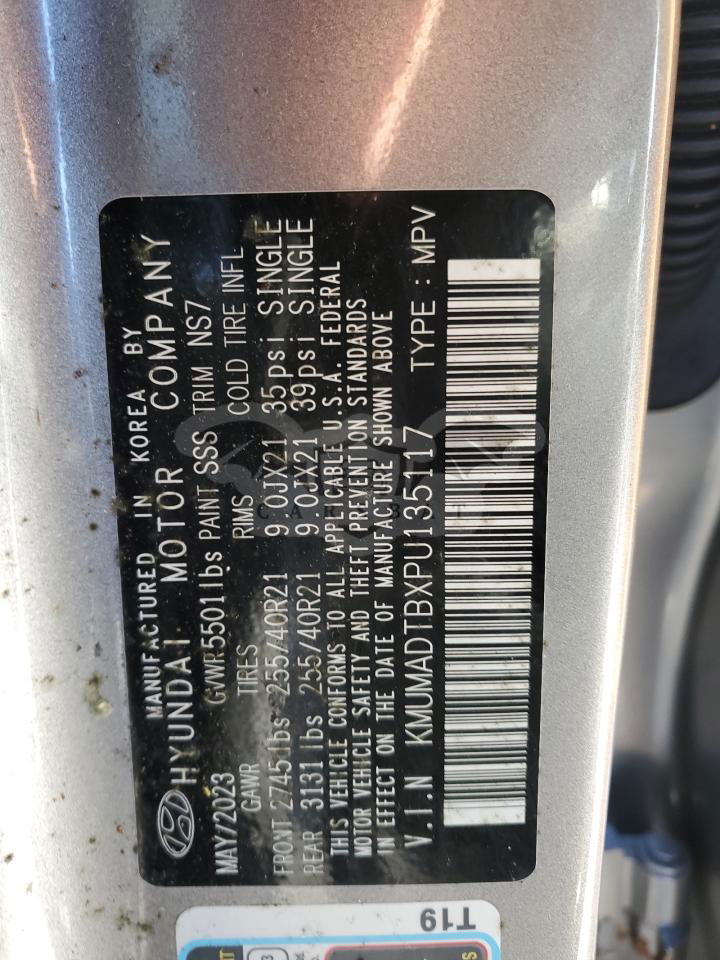 MANUFACTURED IN KOREA BY
HYUNDAI MOTOR COMPANY
MAY/2023 GVWR 5501lbs PAINT SSS TRIM NS7
GAWR TIRES RIMS COLD TIRE INFL
FRONT 2745lbs 255/40R21 9.0JX21 35psi SINGLE
REAR 3131lbs 255/40R21 9.0JX21 39psi SINGLE
THIS VEHICLE CONFORMS TO ALL APPLICABLE U.S.A. FEDERAL
MOTOR VEHICLE SAFETY AND THEFT PREVENTION STANDARDS
IN EFFECT ON THE DATE OF MANUFACTURE SHOWN ABOVE
V.I.N KMUMADTBXPU135117 TYPE : MPV
T19